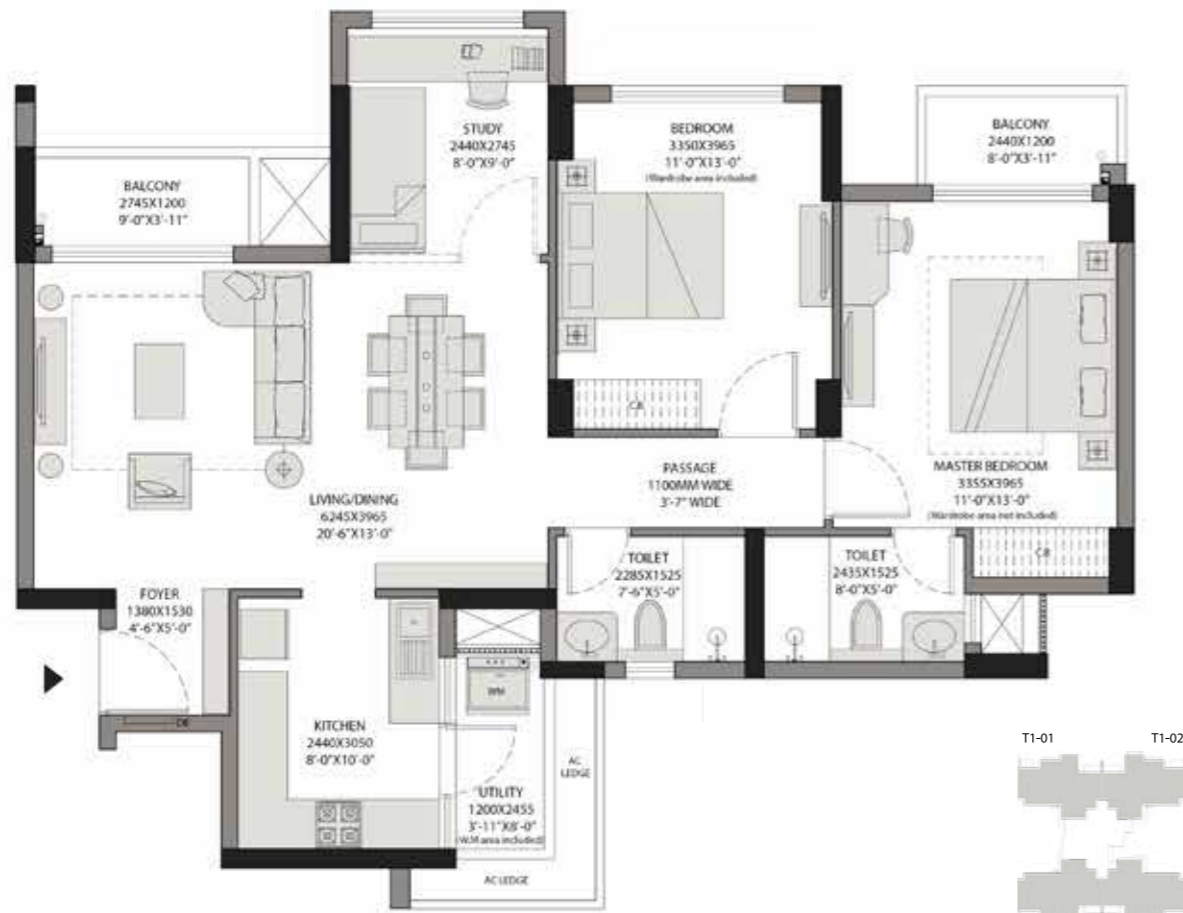 STUDY
2440X2745
8'-0"X9'-0"
BEDROOM
3350X3965
11'-0"X13'-0"
(Wardrobe area included)
BALCONY
2440X1200
8'-0"X3'-11"
BALCONY
2745X1200
9'-0"X3'-11"
C.B
PASSAGE
1100MM WIDE
3'-7" WIDE
MASTER BEDROOM
3355X3965
11'-0"X13'-0"
(Wardrobe area not included)
LIVING/DINING
6245X3965
20'-6"X13'-0"
C.B
TOILET
2285X1525
7'-6"X5'-0"
TOILET
2435X1525
8'-0"X5'-0"
FOYER
1380X1530
4'-6"X5'-0"
WM
DB
KITCHEN
2440X3050
8'-0"X10'-0"
AC
LEDGE
UTILITY
1200X2455
3'-11"X8'-0"
(W.M area included)
AC LEDGE
T1-01
T1-02